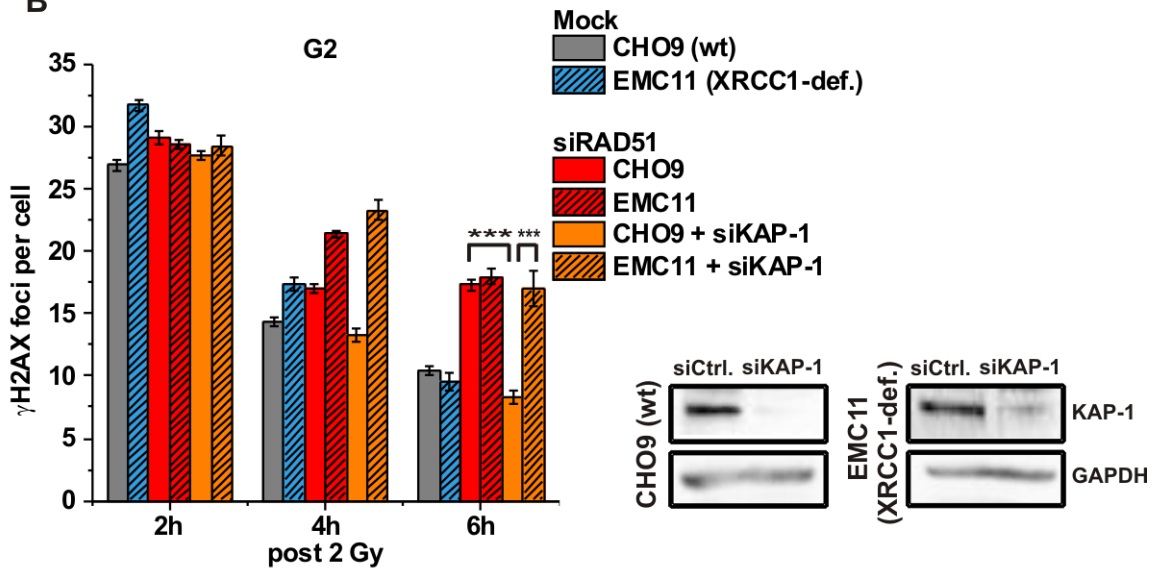 B
G2
γH2AX foci per cell
35
30
25
20
15
10
5
0
*** ***
2h 4h 6h
post 2 Gy
Mock
CHO9 (wt)
EMC11 (XRCC1-def.)
siRAD51
CHO9
EMC11
CHO9 + siKAP-1
EMC11 + siKAP-1
siCtrl. siKAP-1
CHO9 (wt)
siCtrl. siKAP-1
EMC11
(XRCC1-def.)
KAP-1
GAPDH